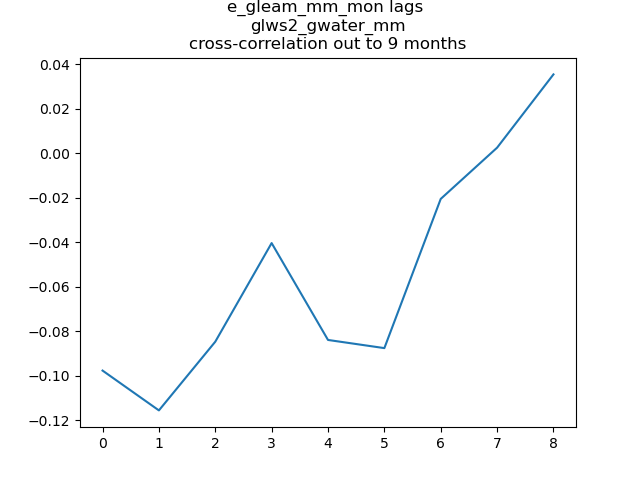 e_gleam_mm_mon lags
glws2_gwater_mm
cross-correlation out to 9 months
0.04
0.02
0.00
−0.02
−0.04
−0.06
−0.08
−0.10
−0.12
0 1 2 3 4 5 6 7 8